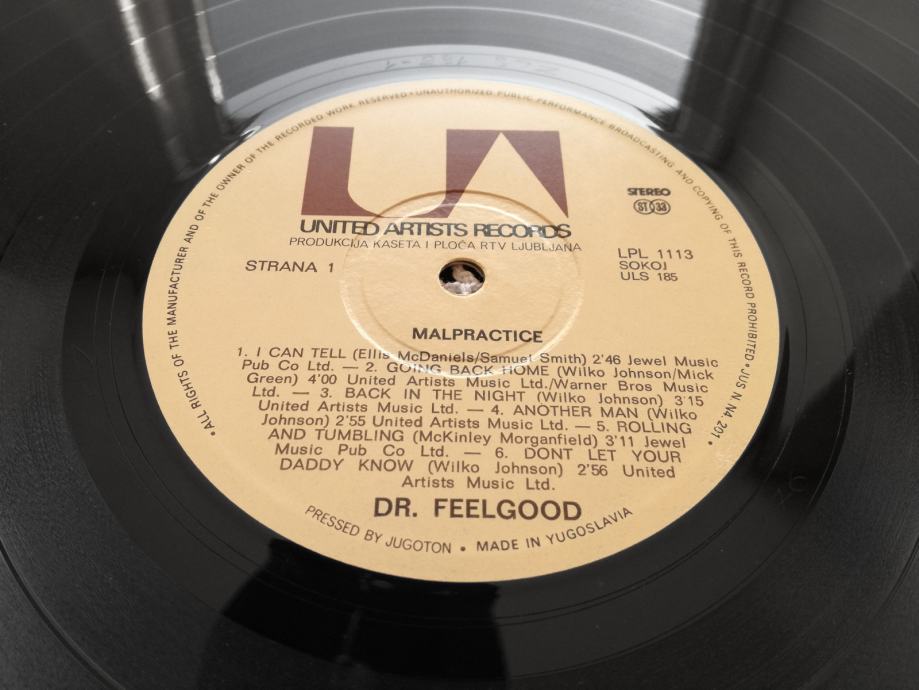 •ALL RIGHTS OF THE MANUFACTURER AND OF THE OWNER OF THE RECORDED WORK RESERVED•UNAUTHORIZED PUBLIC PERFORMANCE BROADCASTING AND COPYING OF THIS RECORD PROHIBITED•JUS N. N4 201•
UA
UNITED ARTISTS RECORDS
PRODUKCIJA KASETA I PLOČA RTV LJUBLJANA
STEREO
ST 33
STRANA 1
LPL 1113
SOKOJ
ULS 185
MALPRACTICE
1. I CAN TELL (Ellis McDaniels/Samuel Smith) 2'46 Jewel Music
Pub Co Ltd. — 2. GOING BACK HOME (Wilko Johnson/Mick
Green) 4'00 United Artists Music Ltd./Warner Bros Music
Ltd. — 3. BACK IN THE NIGHT (Wilko Johnson) 3'15
United Artists Music Ltd. — 4. ANOTHER MAN (Wilko
Johnson) 2'55 United Artists Music Ltd. — 5. ROLLING
AND TUMBLING (McKinley Morganfield) 3'11 Jewel
Music Pub Co Ltd. — 6. DONT LET YOUR
DADDY KNOW (Wilko Johnson) 2'56 United
Artists Music Ltd.
DR. FEELGOOD
PRESSED BY JUGOTON • MADE IN YUGOSLAVIA